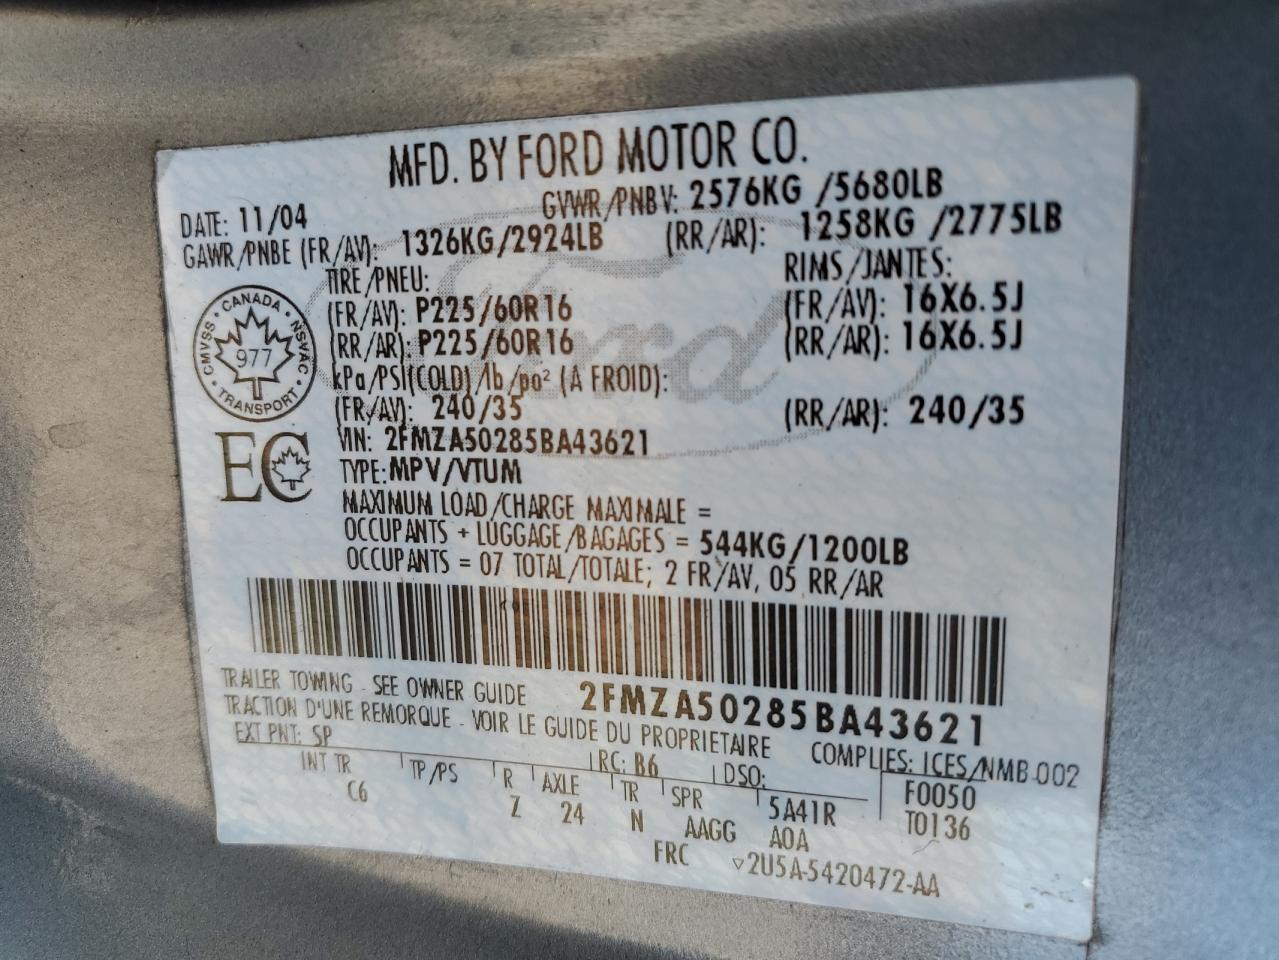 MFD. BY FORD MOTOR CO.
DATE: 11/04 GVWR/PNBV: 2576KG /5680LB
GAWR/PNBE (FR/AV): 1326KG/2924LB (RR/AR): 1258KG /2775LB
TIRE/PNEU: RIMS/JANTES:
(FR/AV): P225/60R16 (FR/AV): 16X6.5J
(RR/AR): P225/60R16 (RR/AR): 16X6.5J
kPa/PSI(COLD)/lb/po² (A FROID):
(FR/AV): 240/35 (RR/AR): 240/35
VIN: 2FMZA50285BA43621
TYPE: MPV/VTUM
CANADA
CMVSS NSVAC
977
TRANSPORT
Ford
EC
MAXIMUM LOAD/CHARGE MAXIMALE =
OCCUPANTS + LUGGAGE/BAGAGES = 544KG/1200LB
OCCUPANTS = 07 TOTAL/TOTALE; 2 FR/AV, 05 RR/AR
TRAILER TOWING - SEE OWNER GUIDE 2FMZA50285BA43621
TRACTION D'UNE REMORQUE - VOIR LE GUIDE DU PROPRIETAIRE COMPLIES: ICES/NMB-002
EXT PNT: SP RC: B6 DSO: F0050
INT TR TP/PS R AXLE TR SPR 5A41R T0136
C6 Z 24 N AAGG A0A
FRC ▽2U5A-5420472-AA